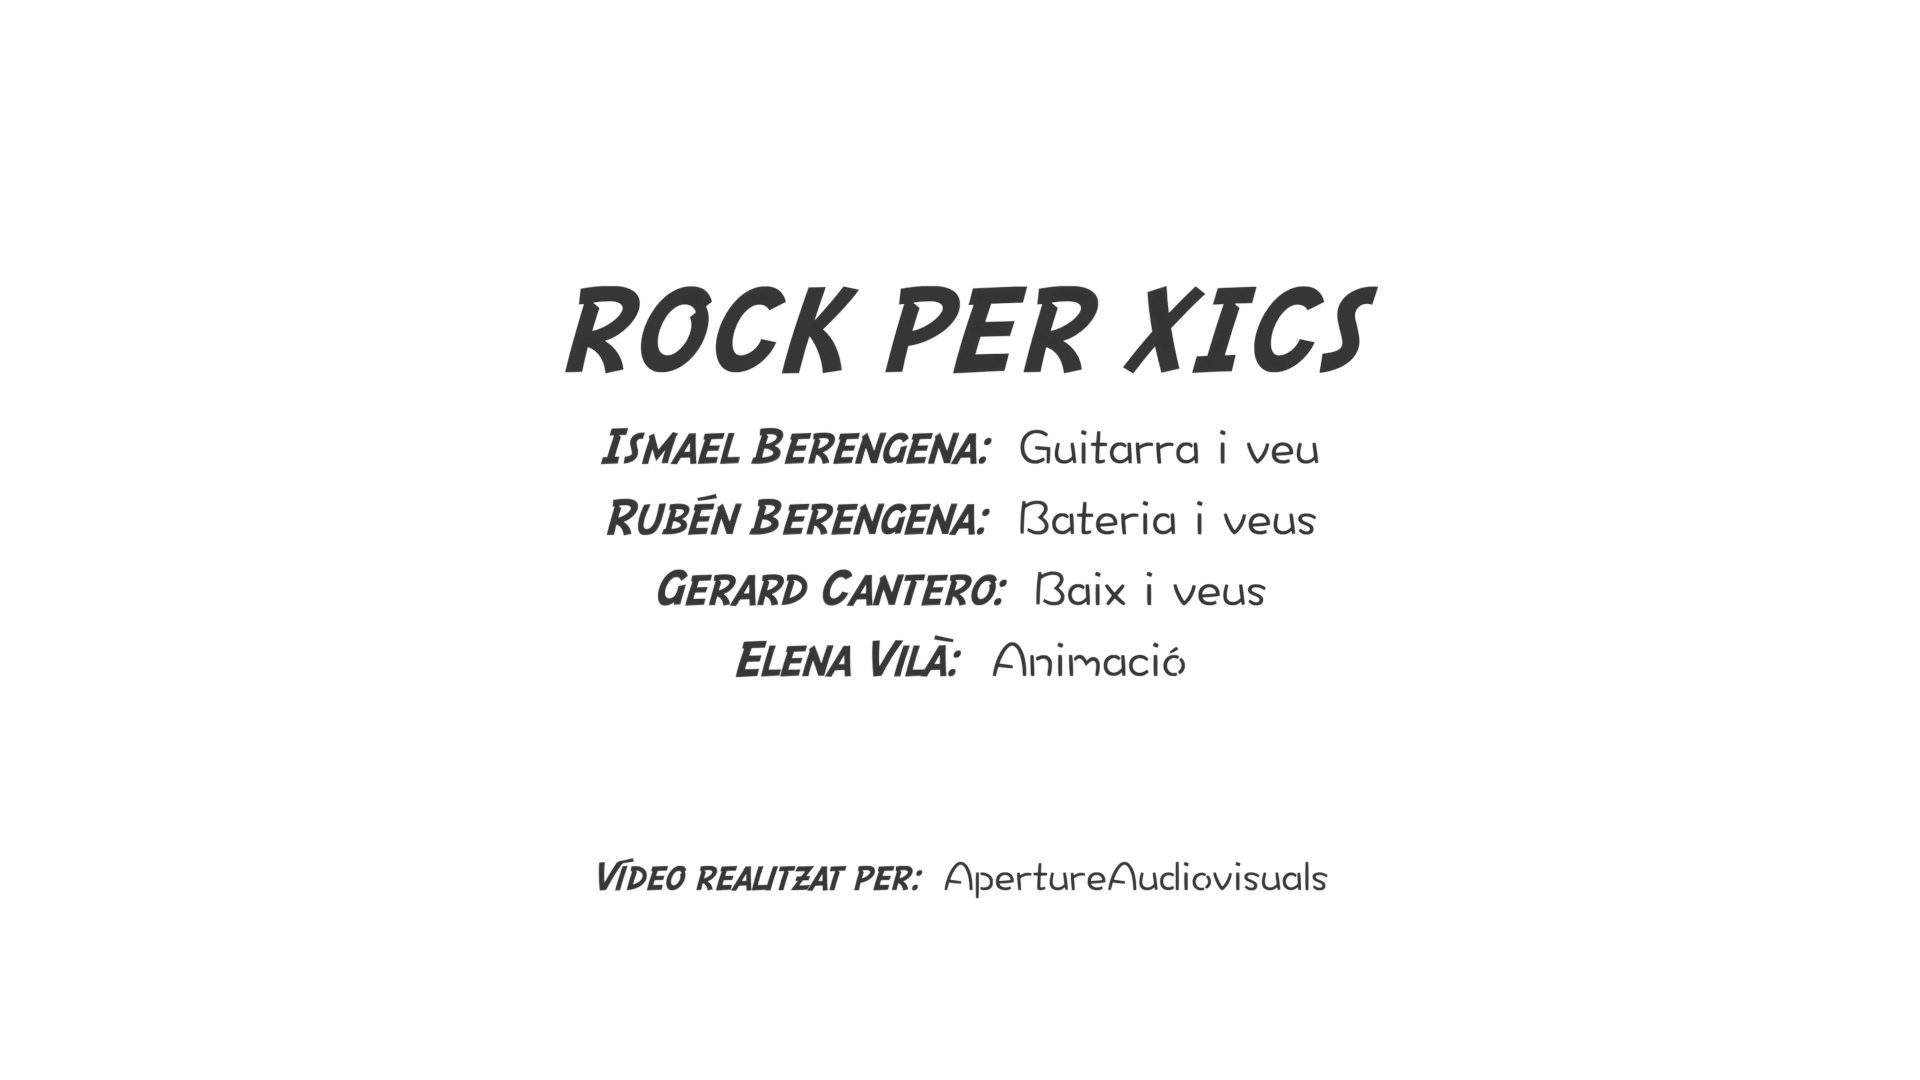 ROCK PER XICS
ISMAEL BERENGENA: Guitarra i veu
RUBÉN BERENGENA: Bateria i veus
GERARD CANTERO: Baix i veus
ELENA VILÀ: Animació
VÍDEO REALITZAT PER: ApertureAudiovisuals